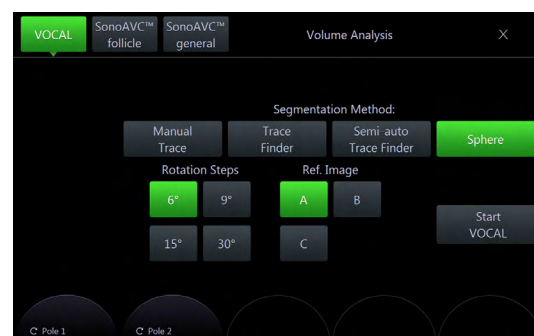 VOCAL
SonoAVC™
follicle
SonoAVC™
general
Volume Analysis
X
Segmentation Method:
Manual
Trace
Trace
Finder
Semi-auto
Trace Finder
Sphere
Rotation Steps
Ref. Image
6°
9°
A
B
15°
30°
C
Start
VOCAL
Pole 1
Pole 2